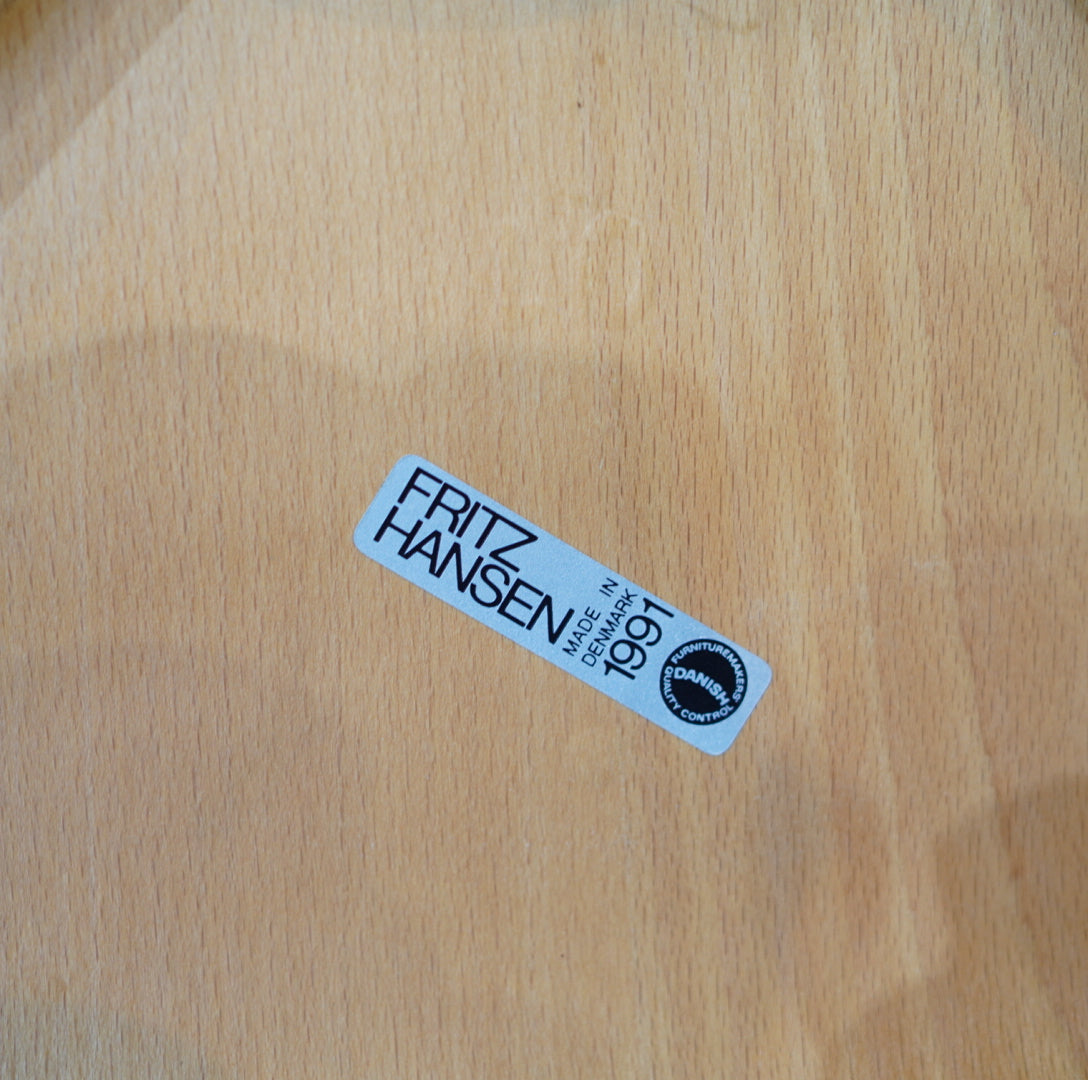 FRITZ
HANSEN
MADE IN
DENMARK
1991
FURNITUREMAKERS'
DANISH
QUALITY CONTROL